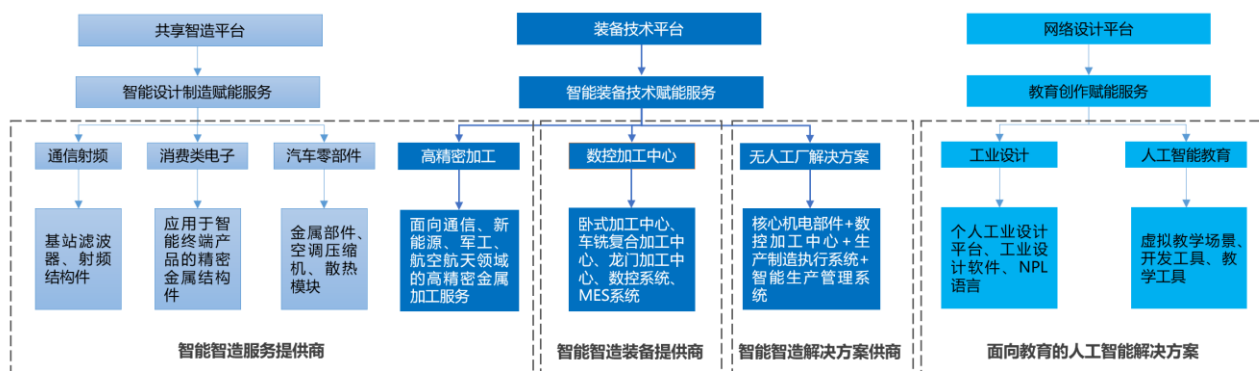 共享智造平台
装备技术平台
网络设计平台
智能设计制造赋能服务
智能装备技术赋能服务
教育创作赋能服务
通信射频
消费类电子
汽车零部件
高精密加工
数控加工中心
无人工厂解决方案
工业设计
人工智能教育
基站滤波
器、射频
结构件
应用于智
能终端产
品的精密
金属结构
件
金属部件、
空调压缩
机、散热
模块
面向通信、新
能源、军工、
航空航天领域
的高精密金属
加工服务
卧式加工中心、
车铣复合加工中
心、龙门加工中
心、数控系统、
MES系统
核心机电部件+数
控加工中心+生
产制造执行系统+
智能生产管理系
统
个人工业设计
平台、工业设
计软件、NPL
语言
虚拟教学场景、
开发工具、教
学工具
智能智造服务提供商
智能智造装备提供商
智能智造解决方案供商
面向教育的人工智能解决方案